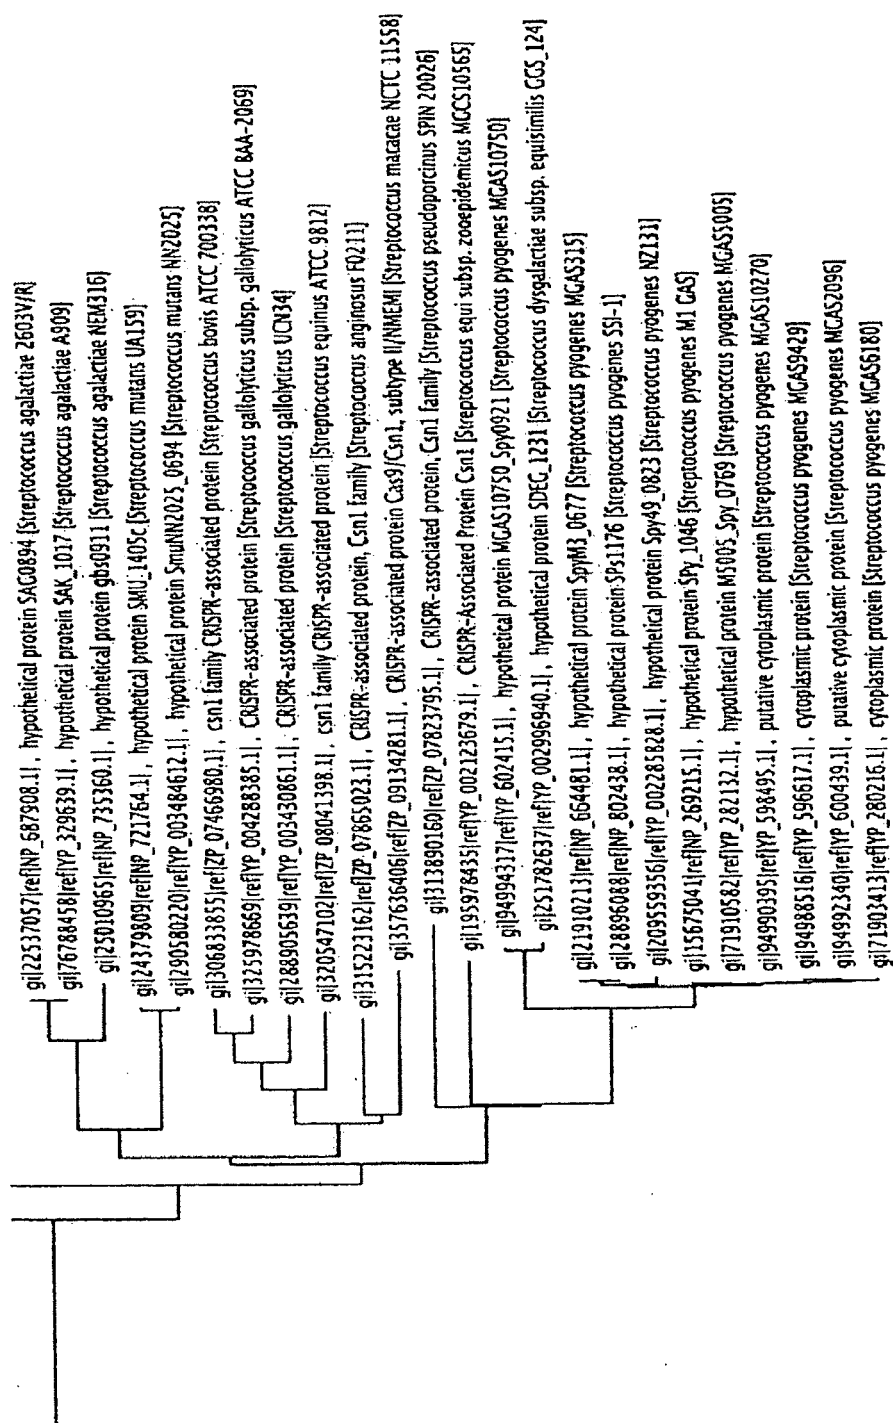 gi|22537057|ref|NP_687908.1|, hypothetical protein SAG0894 [Streptococcus agalactiae 2603V/R]
gi|76788458|ref|YP_329639.1|, hypothetical protein SAK_1017 [Streptococcus agalactiae A909]
gi|25010965|ref|NP_735360.1|, hypothetical protein gbs0911 [Streptococcus agalactiae NEM316]
gi|24379809|ref|NP_721764.1|, hypothetical protein SMU_1405c [Streptococcus mutans UA159]
gi|290580220|ref|YP_003484612.1|, hypothetical protein SmuNN2025_0694 [Streptococcus mutans NN2025]
gi|306833855|ref|ZP_07466980.1|, csn1 family CRISPR-associated protein [Streptococcus bovis ATCC 700338]
gi|325978669|ref|YP_004288385.1|, CRISPR-associated protein [Streptococcus gallolyticus subsp. gallolyticus ATCC BAA-2069]
gi|288905639|ref|YP_003430861.1|, CRISPR-associated protein [Streptococcus gallolyticus UCN34]
gi|320547102|ref|ZP_08041398.1|, csn1 family CRISPR-associated protein [Streptococcus equinus ATCC 9812]
gi|315223162|ref|ZP_07865023.1|, CRISPR-associated protein, Csn1 family [Streptococcus anginosus F0211]
gi|357636406|ref|ZP_09134281.1|, CRISPR-associated protein Cas9/Csn1, subtype II/NMEMI [Streptococcus macacae NCTC 11558]
gi|313890160|ref|ZP_07823795.1|, CRISPR-associated protein, Csn1 family [Streptococcus pseudoporcinus SPIN 20026]
gi|195978435|ref|YP_002123679.1|, CRISPR-Associated Protein Csn1 [Streptococcus equi subsp. zooepidemicus MGCS10565]
gi|94994317|ref|YP_602415.1|, hypothetical protein MGAS10750_Spy0921 [Streptococcus pyogenes MGAS10750]
gi|251782637|ref|YP_002996940.1|, hypothetical protein SDEG_1231 [Streptococcus dysgalactiae subsp. equisimilis GGS_124]
gi|21910213|ref|NP_664481.1|, hypothetical protein SpyM3_0677 [Streptococcus pyogenes MGAS315]
gi|28896088|ref|NP_802438.1|, hypothetical protein SPs1176 [Streptococcus pyogenes SSI-1]
gi|209559356|ref|YP_002285828.1|, hypothetical protein Spy49_0823 [Streptococcus pyogenes NZ131]
gi|15675041|ref|NP_269215.1|, hypothetical protein SPy_1046 [Streptococcus pyogenes M1 GAS]
gi|71910582|ref|YP_282132.1|, hypothetical protein M5005_Spy_0769 [Streptococcus pyogenes MGAS5005]
gi|94990395|ref|YP_598495.1|, putative cytoplasmic protein [Streptococcus pyogenes MGAS10270]
gi|94988516|ref|YP_596617.1|, cytoplasmic protein [Streptococcus pyogenes MGAS9429]
gi|94992340|ref|YP_600439.1|, putative cytoplasmic protein [Streptococcus pyogenes MGAS2096]
gi|71903413|ref|YP_280216.1|, cytoplasmic protein [Streptococcus pyogenes MGAS6180]